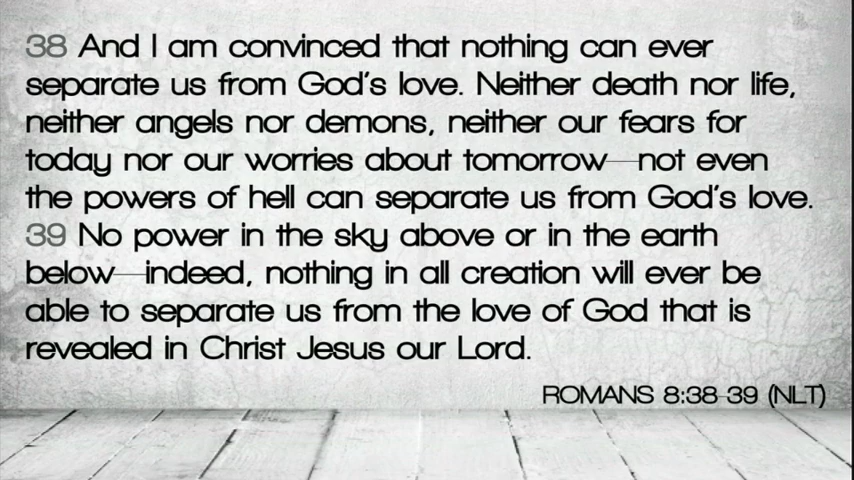 38 And I am convinced that nothing can ever
separate us from God's love. Neither death nor life,
neither angels nor demons, neither our fears for
today nor our worries about tomorrow—not even
the powers of hell can separate us from God's love.
39 No power in the sky above or in the earth
below—indeed, nothing in all creation will ever be
able to separate us from the love of God that is
revealed in Christ Jesus our Lord.
ROMANS 8:38-39 (NLT)